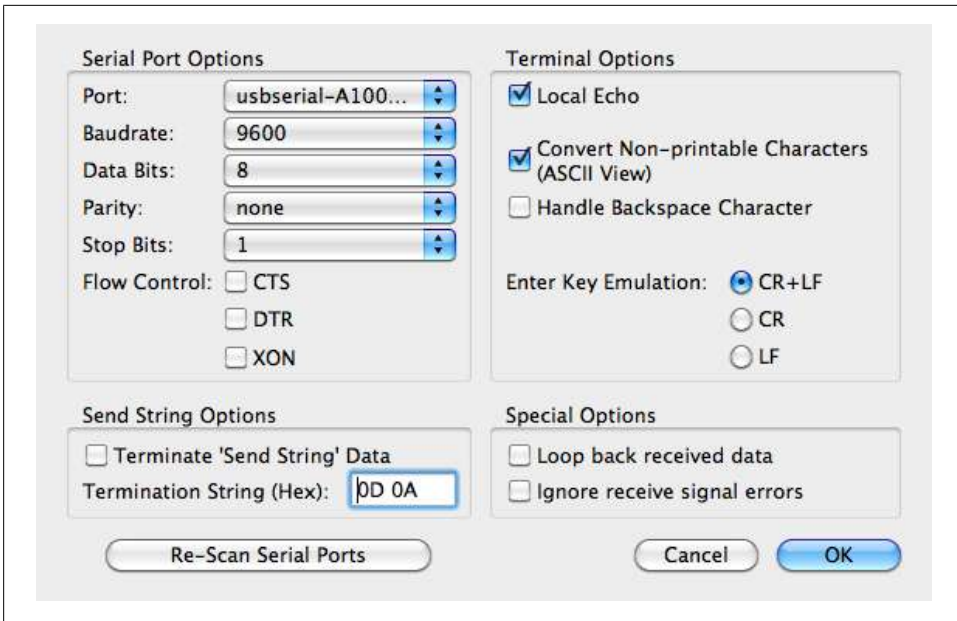 Serial Port Options
Port: usbserial-A100...
Baudrate: 9600
Data Bits: 8
Parity: none
Stop Bits: 1
Flow Control: CTS
DTR
XON
Terminal Options
Local Echo
Convert Non-printable Characters
(ASCII View)
Handle Backspace Character
Enter Key Emulation: CR+LF
CR
LF
Send String Options
Terminate 'Send String' Data
Termination String (Hex): 0D 0A
Special Options
Loop back received data
Ignore receive signal errors
Re-Scan Serial Ports
Cancel
OK